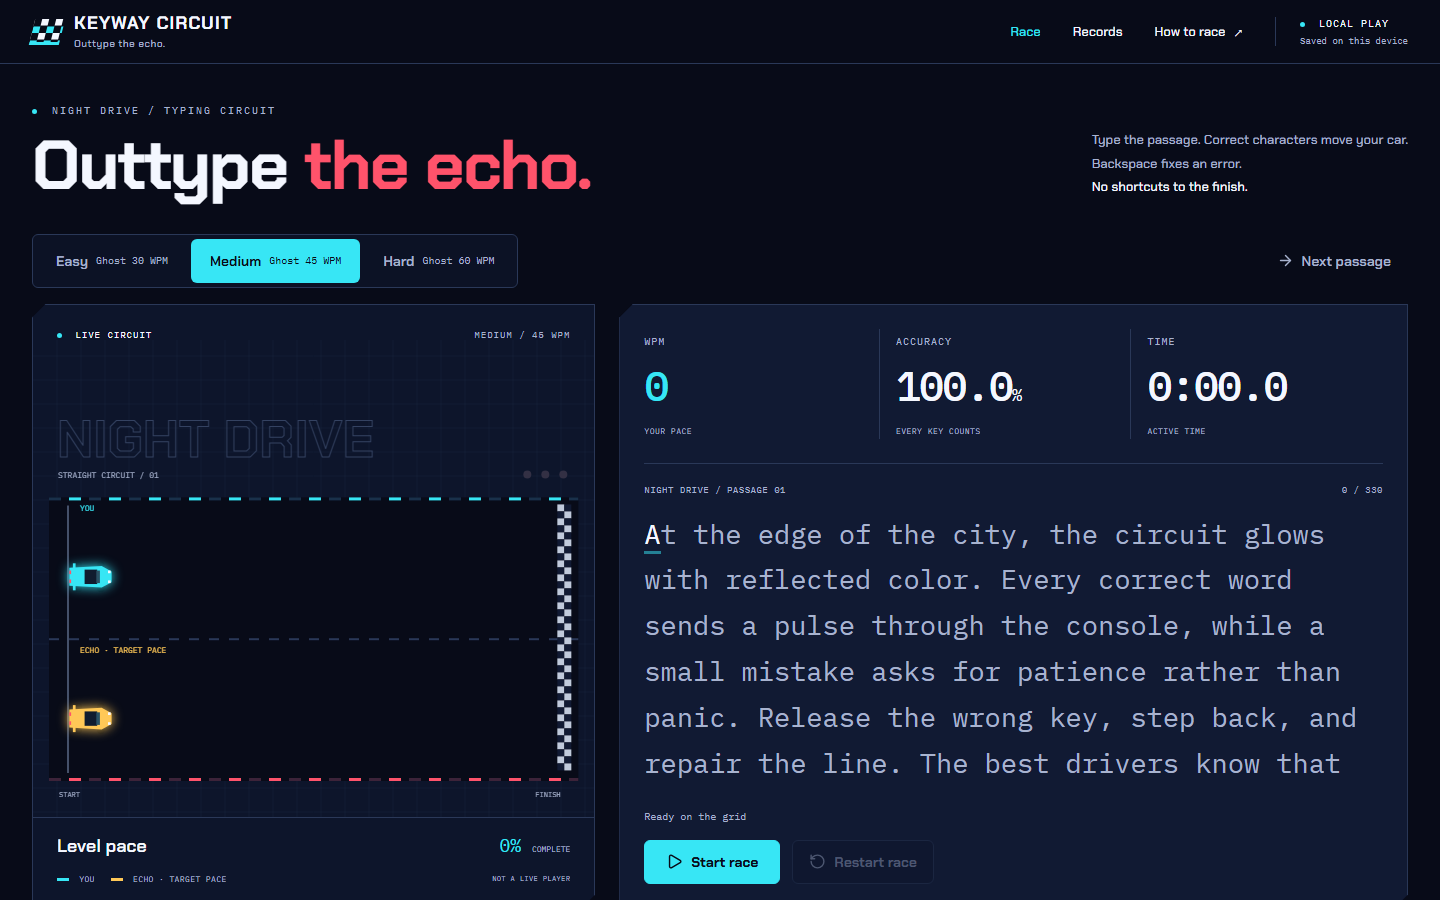 KEYWAY CIRCUIT
Outtype the echo.
Race
Records
How to race ↗
LOCAL PLAY
Saved on this device
NIGHT DRIVE / TYPING CIRCUIT
Outtype the echo.
Type the passage. Correct characters move your car.
Backspace fixes an error.
No shortcuts to the finish.
Easy Ghost 30 WPM
Medium Ghost 45 WPM
Hard Ghost 60 WPM
→ Next passage
LIVE CIRCUIT
MEDIUM / 45 WPM
NIGHT DRIVE
STRAIGHT CIRCUIT / 01
YOU
ECHO · TARGET PACE
START
FINISH
Level pace
0% COMPLETE
YOU
ECHO · TARGET PACE
NOT A LIVE PLAYER
WPM
0
YOUR PACE
ACCURACY
100.0%
EVERY KEY COUNTS
TIME
0:00.0
ACTIVE TIME
NIGHT DRIVE / PASSAGE 01
0 / 330
At the edge of the city, the circuit glows
with reflected color. Every correct word
sends a pulse through the console, while a
small mistake asks for patience rather than
panic. Release the wrong key, step back, and
repair the line. The best drivers know that
Ready on the grid
Start race
Restart race